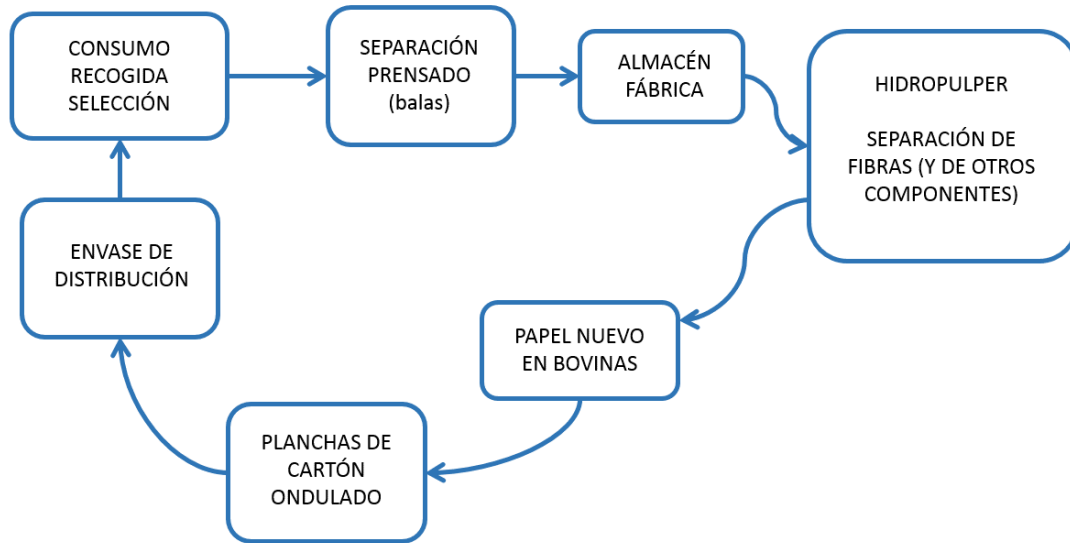 CONSUMO
RECOGIDA
SELECCIÓN
SEPARACIÓN
PRENSADO
(balas)
ALMACÉN
FÁBRICA
HIDROPULPER
SEPARACIÓN DE
FIBRAS (Y DE OTROS
COMPONENTES)
PAPEL NUEVO
EN BOVINAS
PLANCHAS DE
CARTÓN
ONDULADO
ENVASE DE
DISTRIBUCIÓN